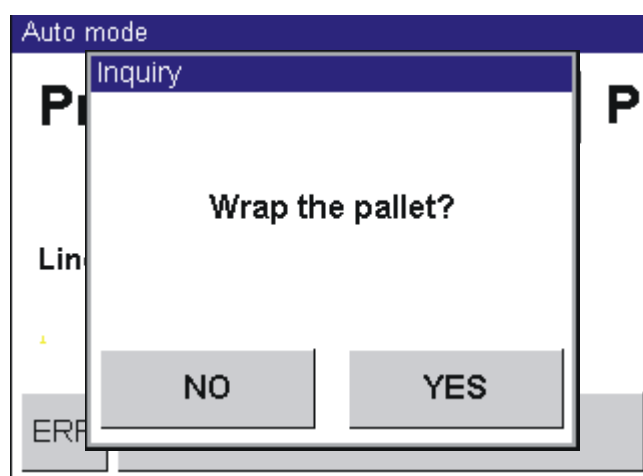 Auto mode
Inquiry
P
Wrap the pallet?
NO
YES